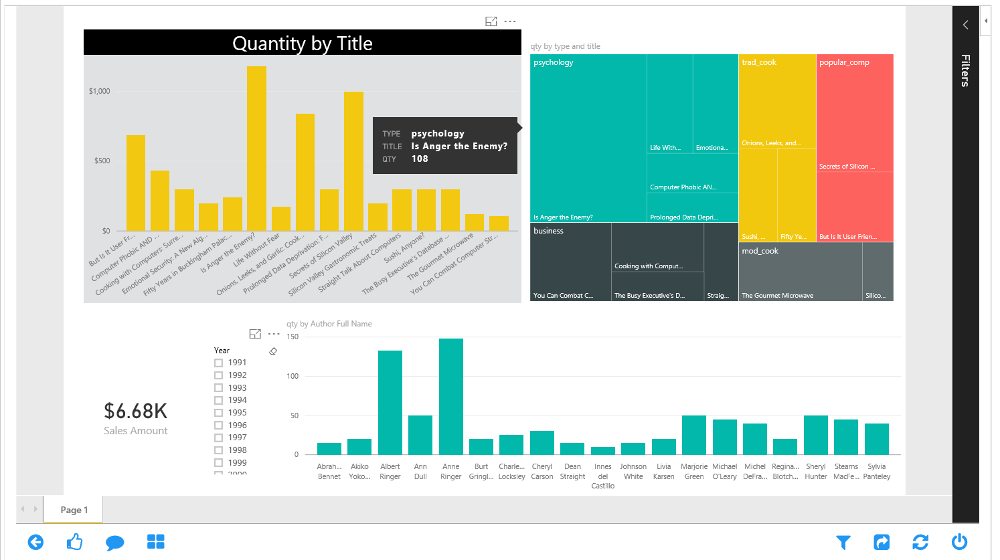 Quantity by Title
$1,000
$500
$0
But Is It User Fr...
Computer Phobic AND ...
Cooking with Computers: Surre...
Emotional Security: A New Alg...
Fifty Years in Buckingham Palac...
Is Anger the Enemy?
Life Without Fear
Onions, Leeks, and Garlic: Cook...
Prolonged Data Deprivation: F...
Secrets of Silicon Valley
Silicon Valley Gastronomic Treats
Straight Talk About Computers
Sushi, Anyone?
The Busy Executive's Database ...
The Gourmet Microwave
You Can Combat Computer Str...
TYPE psychology
TITLE Is Anger the Enemy?
QTY 108
qty by type and title
psychology
Is Anger the Enemy?
Life With...
Emotiona...
Computer Phobic AN...
Prolonged Data Depri...
business
You Can Combat C...
Cooking with Comput...
The Busy Executive's D...
Straig...
trad_cook
Onions, Leeks, and...
Sushi, ...
Fifty Ye...
popular_comp
Secrets of Silicon ...
But Is It User Frien...
mod_cook
The Gourmet Microwave
Silico...
Filters
$6.68K
Sales Amount
Year
1991
1992
1993
1994
1995
1996
1997
1998
1999
2000
qty by Author Full Name
150
100
50
0
Abrah... Bennet
Akiko Yoko...
Albert Ringer
Ann Dull
Anne Ringer
Burt Gringl...
Charle... Locksley
Cheryl Carson
Dean Straight
Innes del Castillo
Johnson White
Livia Karsen
Marjorie Green
Michael O'Leary
Michel DeFra...
Regina... Blotch...
Sheryl Hunter
Stearns MacFe...
Sylvia Panteley
Page 1